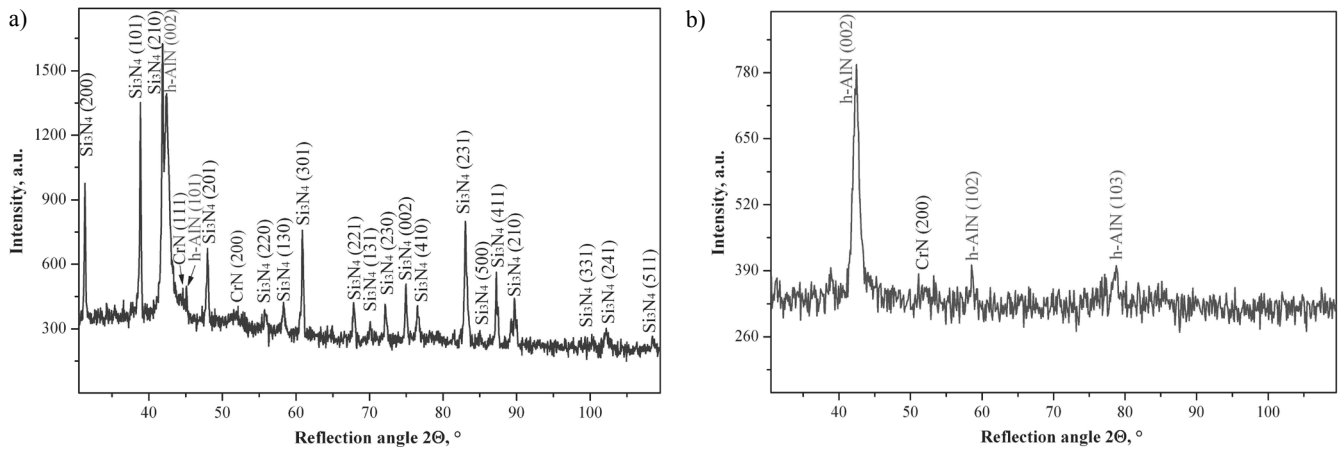 a)
Intensity, a.u.
1500
1200
900
600
300
Si₃N₄ (200)
Si₃N₄ (101)
Si₃N₄ (210)
h-AlN (002)
CrN (111)
h-AlN (101)
Si₃N₄ (201)
CrN (200)
Si₃N₄ (220)
Si₃N₄ (130)
Si₃N₄ (301)
Si₃N₄ (221)
Si₃N₄ (131)
Si₃N₄ (230)
Si₃N₄ (002)
Si₃N₄ (410)
Si₃N₄ (231)
Si₃N₄ (500)
Si₃N₄ (411)
Si₃N₄ (210)
Si₃N₄ (331)
Si₃N₄ (241)
Si₃N₄ (511)
40 50 60 70 80 90 100
Reflection angle 2Θ, °
b)
Intensity, a.u.
780
650
520
390
260
h-AlN (002)
CrN (200)
h-AlN (102)
h-AlN (103)
40 50 60 70 80 90 100
Reflection angle 2Θ, °